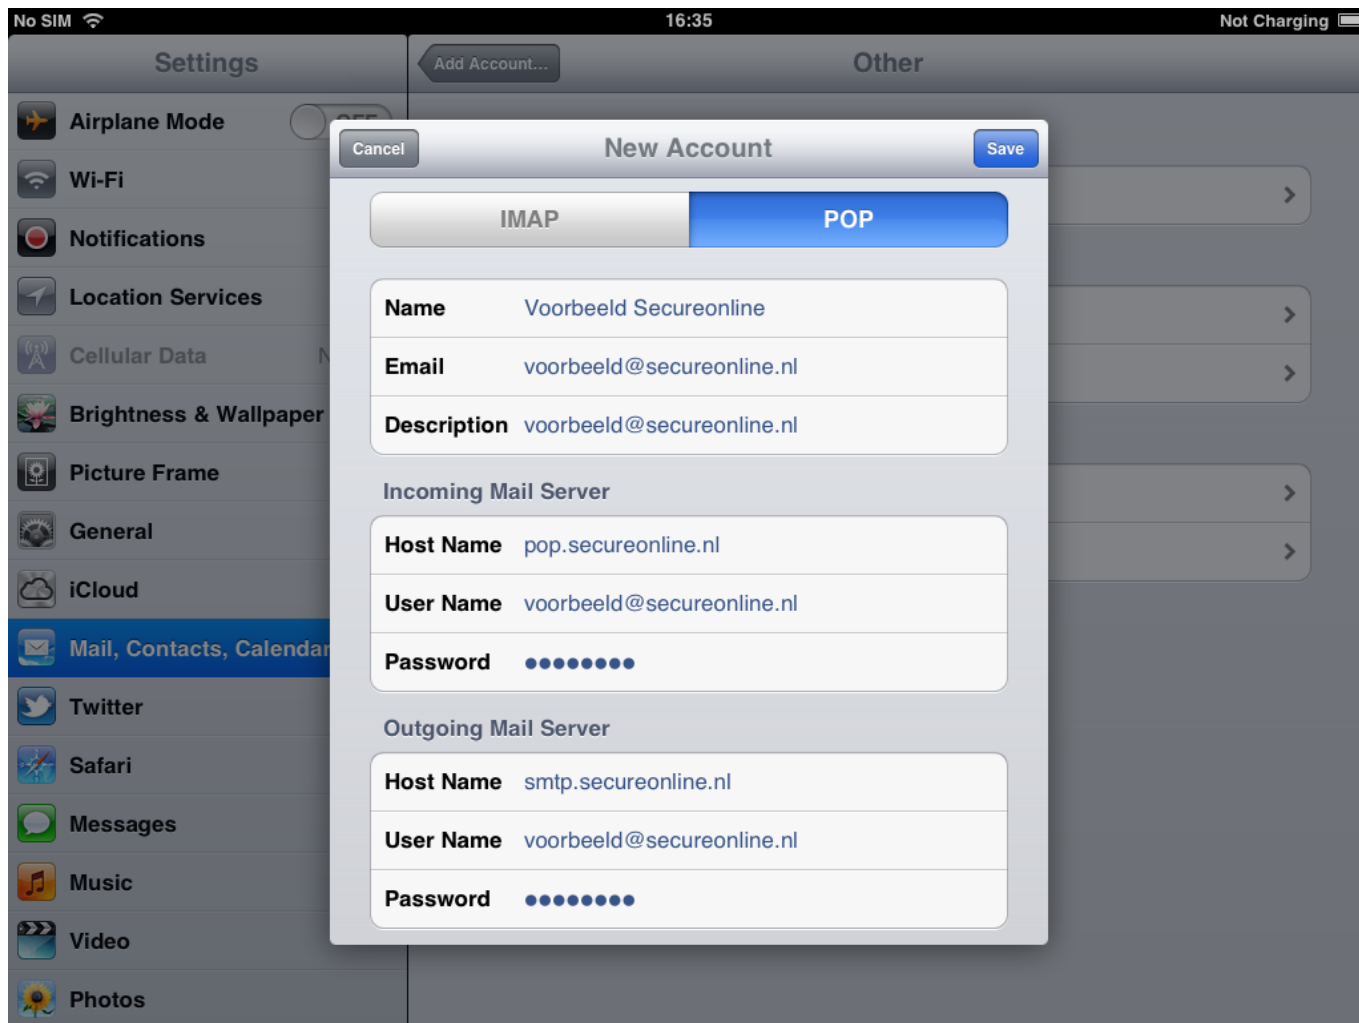 No SIM 16:35 Not Charging
Settings
Add Account...
Other
Airplane Mode OFF
Wi-Fi
Notifications
Location Services
Cellular Data N
Brightness & Wallpaper
Picture Frame
General
iCloud
Mail, Contacts, Calendar
Twitter
Safari
Messages
Music
Video
Photos
Cancel New Account Save
IMAP POP
Name Voorbeeld Secureonline
Email voorbeeld@secureonline.nl
Description voorbeeld@secureonline.nl
Incoming Mail Server
Host Name pop.secureonline.nl
User Name voorbeeld@secureonline.nl
Password ●●●●●●●●
Outgoing Mail Server
Host Name smtp.secureonline.nl
User Name voorbeeld@secureonline.nl
Password ●●●●●●●●